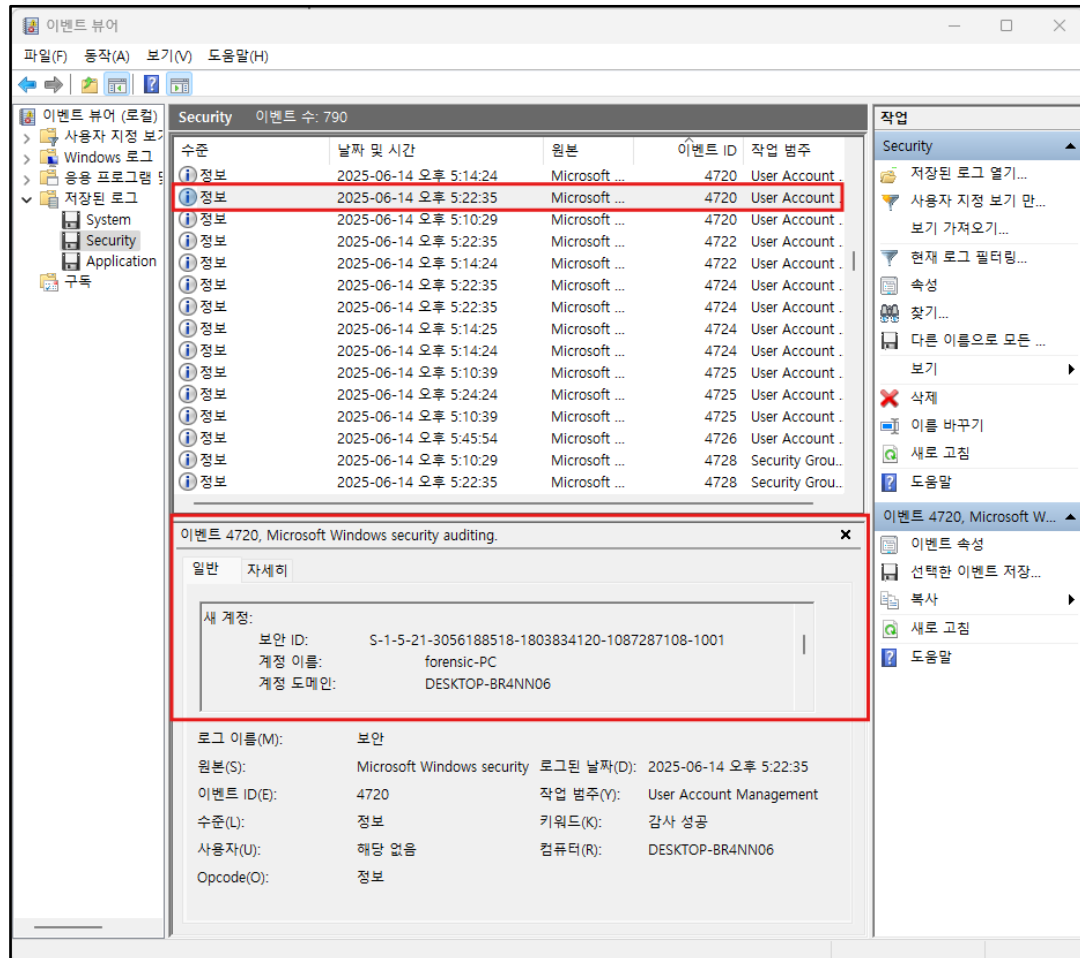 이벤트 뷰어
파일(F) 동작(A) 보기(V) 도움말(H)
이벤트 뷰어 (로컬)
사용자 지정 보기
Windows 로그
응용 프로그램 및
저장된 로그
System
Security
Application
구독
Security 이벤트 수: 790
수준 날짜 및 시간 원본 이벤트 ID 작업 범주
정보 2025-06-14 오후 5:14:24 Microsoft ... 4720 User Account .
정보 2025-06-14 오후 5:22:35 Microsoft ... 4720 User Account .
정보 2025-06-14 오후 5:10:29 Microsoft ... 4720 User Account .
정보 2025-06-14 오후 5:22:35 Microsoft ... 4722 User Account .
정보 2025-06-14 오후 5:14:24 Microsoft ... 4722 User Account .
정보 2025-06-14 오후 5:22:35 Microsoft ... 4724 User Account .
정보 2025-06-14 오후 5:22:35 Microsoft ... 4724 User Account .
정보 2025-06-14 오후 5:14:25 Microsoft ... 4724 User Account .
정보 2025-06-14 오후 5:14:24 Microsoft ... 4724 User Account .
정보 2025-06-14 오후 5:10:39 Microsoft ... 4725 User Account .
정보 2025-06-14 오후 5:24:24 Microsoft ... 4725 User Account .
정보 2025-06-14 오후 5:10:39 Microsoft ... 4725 User Account .
정보 2025-06-14 오후 5:45:54 Microsoft ... 4726 User Account .
정보 2025-06-14 오후 5:10:29 Microsoft ... 4728 Security Grou..
정보 2025-06-14 오후 5:22:35 Microsoft ... 4728 Security Grou..
이벤트 4720, Microsoft Windows security auditing.
일반 자세히
새 계정:
보안 ID: S-1-5-21-3056188518-1803834120-1087287108-1001
계정 이름: forensic-PC
계정 도메인: DESKTOP-BR4NN06
로그 이름(M): 보안
원본(S): Microsoft Windows security 로그된 날짜(D): 2025-06-14 오후 5:22:35
이벤트 ID(E): 4720 작업 범주(Y): User Account Management
수준(L): 정보 키워드(K): 감사 성공
사용자(U): 해당 없음 컴퓨터(R): DESKTOP-BR4NN06
Opcode(O): 정보
작업
Security
저장된 로그 열기...
사용자 지정 보기 만...
보기 가져오기...
현재 로그 필터링...
속성
찾기...
다른 이름으로 모든 ...
보기
삭제
이름 바꾸기
새로 고침
도움말
이벤트 4720, Microsoft W...
이벤트 속성
선택한 이벤트 저장...
복사
새로 고침
도움말